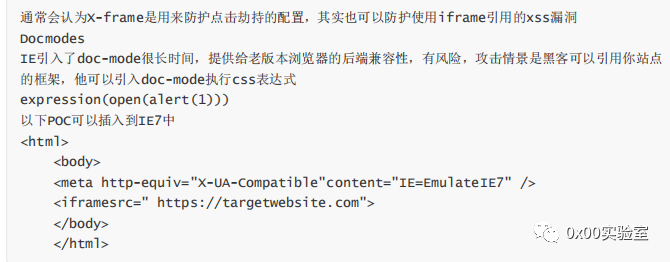 通常会认为X-frame是用来防护点击劫持的配置，其实也可以防护使用iframe引用的xss漏洞
Docmodes
IE引入了doc-mode很长时间，提供给老版本浏览器的后端兼容性，有风险，攻击情景是黑客可以引用你站点
的框架，他可以引入doc-mode执行css表达式
expression(open(alert(1)))
以下POC可以插入到IE7中
<html>
<body>
<meta http-equiv="X-UA-Compatible"content="IE=EmulateIE7" />
<iframesrc=" https://targetwebsite.com">
</body>
</html>
0x00实验室